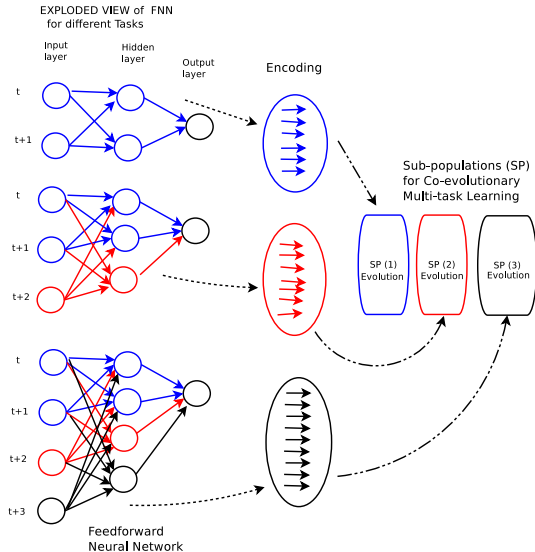 EXPLODED VIEW of FNN
for different Tasks
Input
layer
Hidden
layer
Output
layer
Encoding
t
t+1
t
t+1
t+2
t
t+1
t+2
t+3
Sub-populations (SP)
for Co-evolutionary
Multi-task Learning
SP (1)
Evolution
SP (2)
Evolution
SP (3)
Evolution
Feedforward
Neural Network